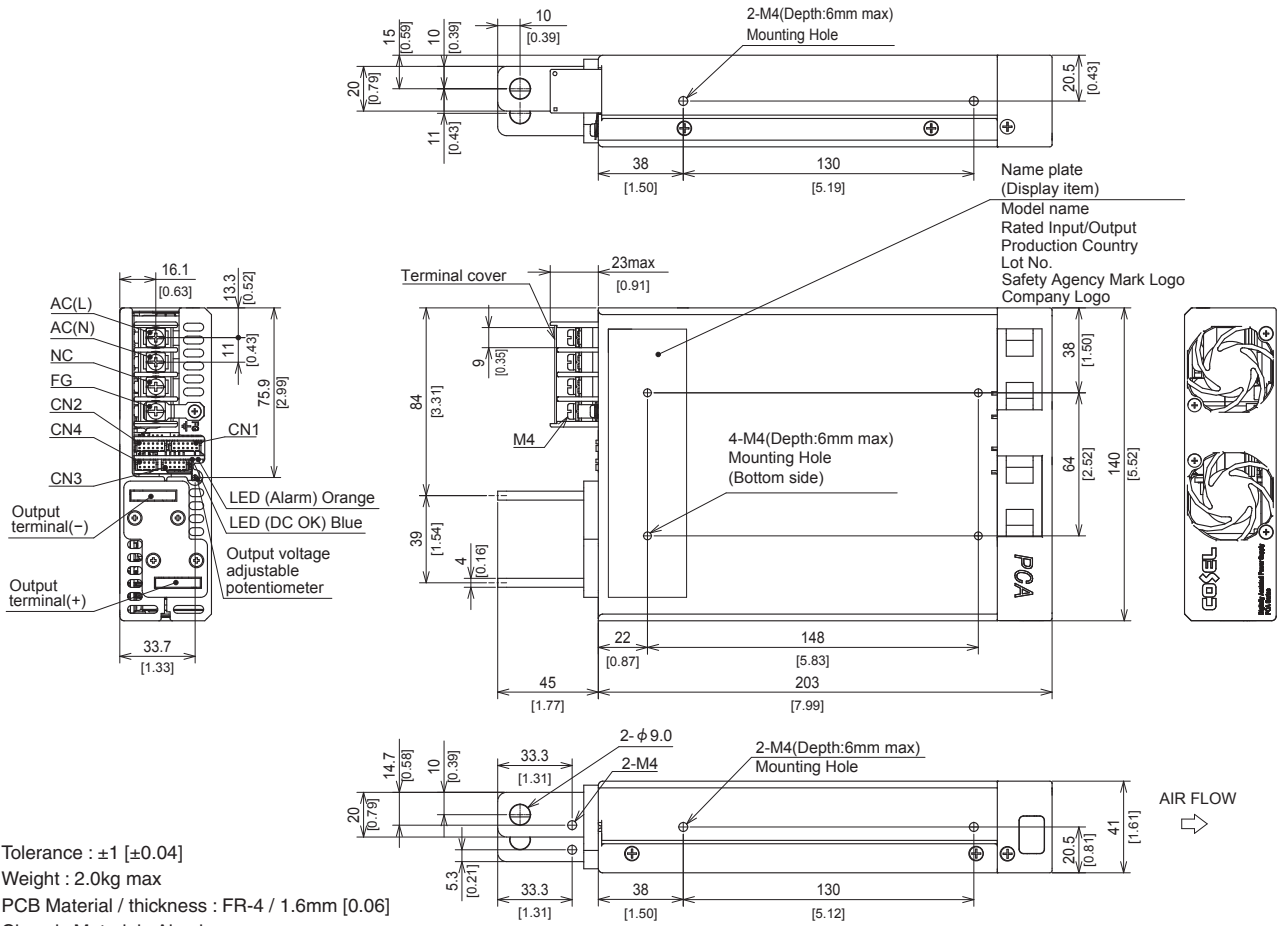 2-M4(Depth:6mm max)
Mounting Hole
10
[0.39]
15
[0.59]
10
[0.39]
20
[0.79]
11
[0.43]
20.5
[0.43]
38
[1.50]
130
[5.19]
Name plate
(Display item)
Model name
Rated Input/Output
Production Country
Lot No.
Safety Agency Mark Logo
Company Logo
16.1
[0.63]
13.3
[0.52]
AC(L)
AC(N)
NC
FG
CN2
CN4
CN3
11
[0.43]
75.9
[2.99]
FG
CN1
LED (Alarm) Orange
LED (DC OK) Blue
Output voltage
adjustable
potentiometer
Output
terminal(−)
Output
terminal(+)
33.7
[1.33]
Terminal cover
23max
[0.91]
9
[0.35]
84
[3.31]
M4
39
[1.54]
4
[0.16]
4-M4(Depth:6mm max)
Mounting Hole
(Bottom side)
38
[1.50]
64
[2.52]
140
[5.52]
PCA
22
[0.87]
148
[5.83]
45
[1.77]
203
[7.99]
COSEL
Digitally Assisted Power Supply
PCA Series
2-ϕ9.0
2-M4
33.3
[1.31]
14.7
[0.58]
10
[0.39]
20
[0.79]
5.3
[0.21]
33.3
[1.31]
2-M4(Depth:6mm max)
Mounting Hole
38
[1.50]
130
[5.12]
20.5
[0.81]
41
[1.61]
AIR FLOW
Tolerance : ±1 [±0.04]
Weight : 2.0kg max
PCB Material / thickness : FR-4 / 1.6mm [0.06]